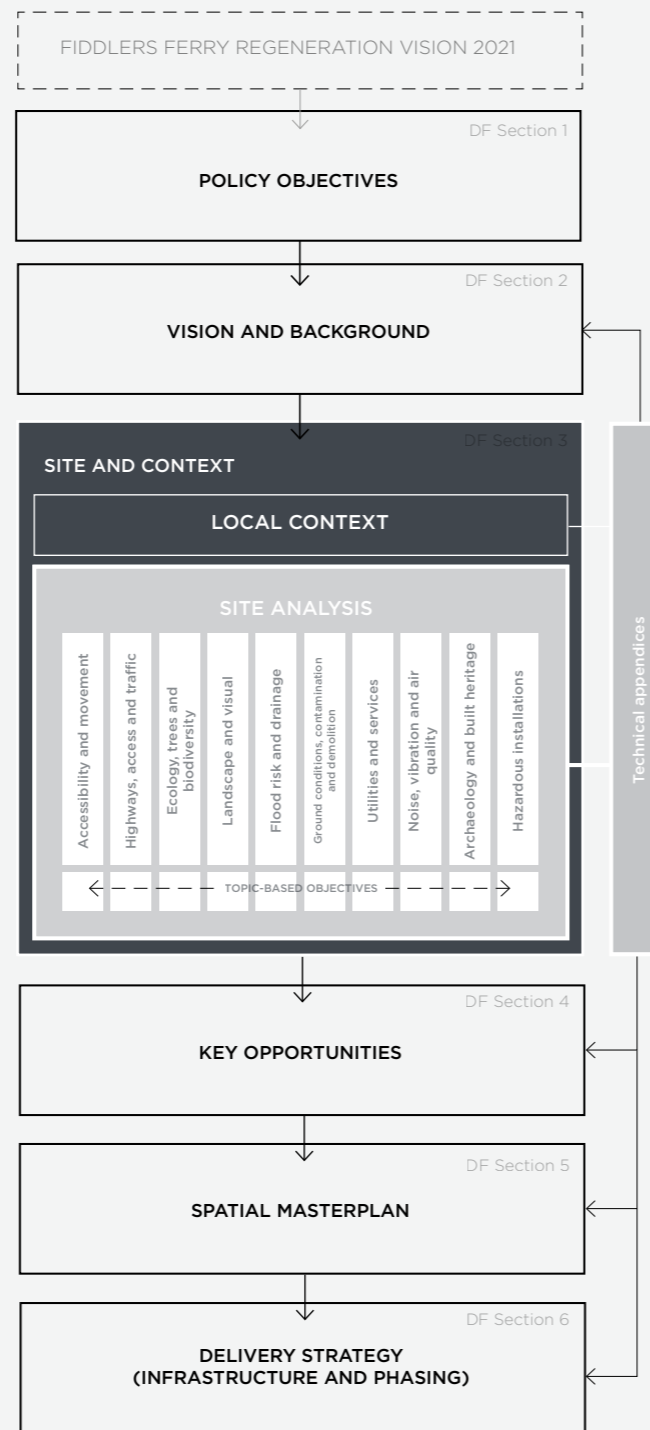 FIDDLERS FERRY REGENERATION VISION 2021
DF Section 1
POLICY OBJECTIVES
DF Section 2
VISION AND BACKGROUND
DF Section 3
SITE AND CONTEXT
LOCAL CONTEXT
SITE ANALYSIS
Accessibility and movement
Highways, access and traffic
Ecology, trees and
biodiversity
Landscape and visual
Flood risk and drainage
Ground conditions, contamination
and demolition
Utilities and services
Noise, vibration and air
quality
Archaeology and built heritage
Hazardous installations
TOPIC-BASED OBJECTIVES
Technical appendices
DF Section 4
KEY OPPORTUNITIES
DF Section 5
SPATIAL MASTERPLAN
DF Section 6
DELIVERY STRATEGY
(INFRASTRUCTURE AND PHASING)